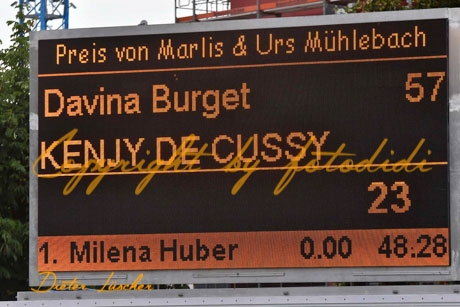 Preis von Marlis & Urs Mühlebach
Davina Burget 57
KENJY DE CUSSY
Copyright by fotodidi
23
1. Milena Huber 0.00 48:28
Dieter Lüscher